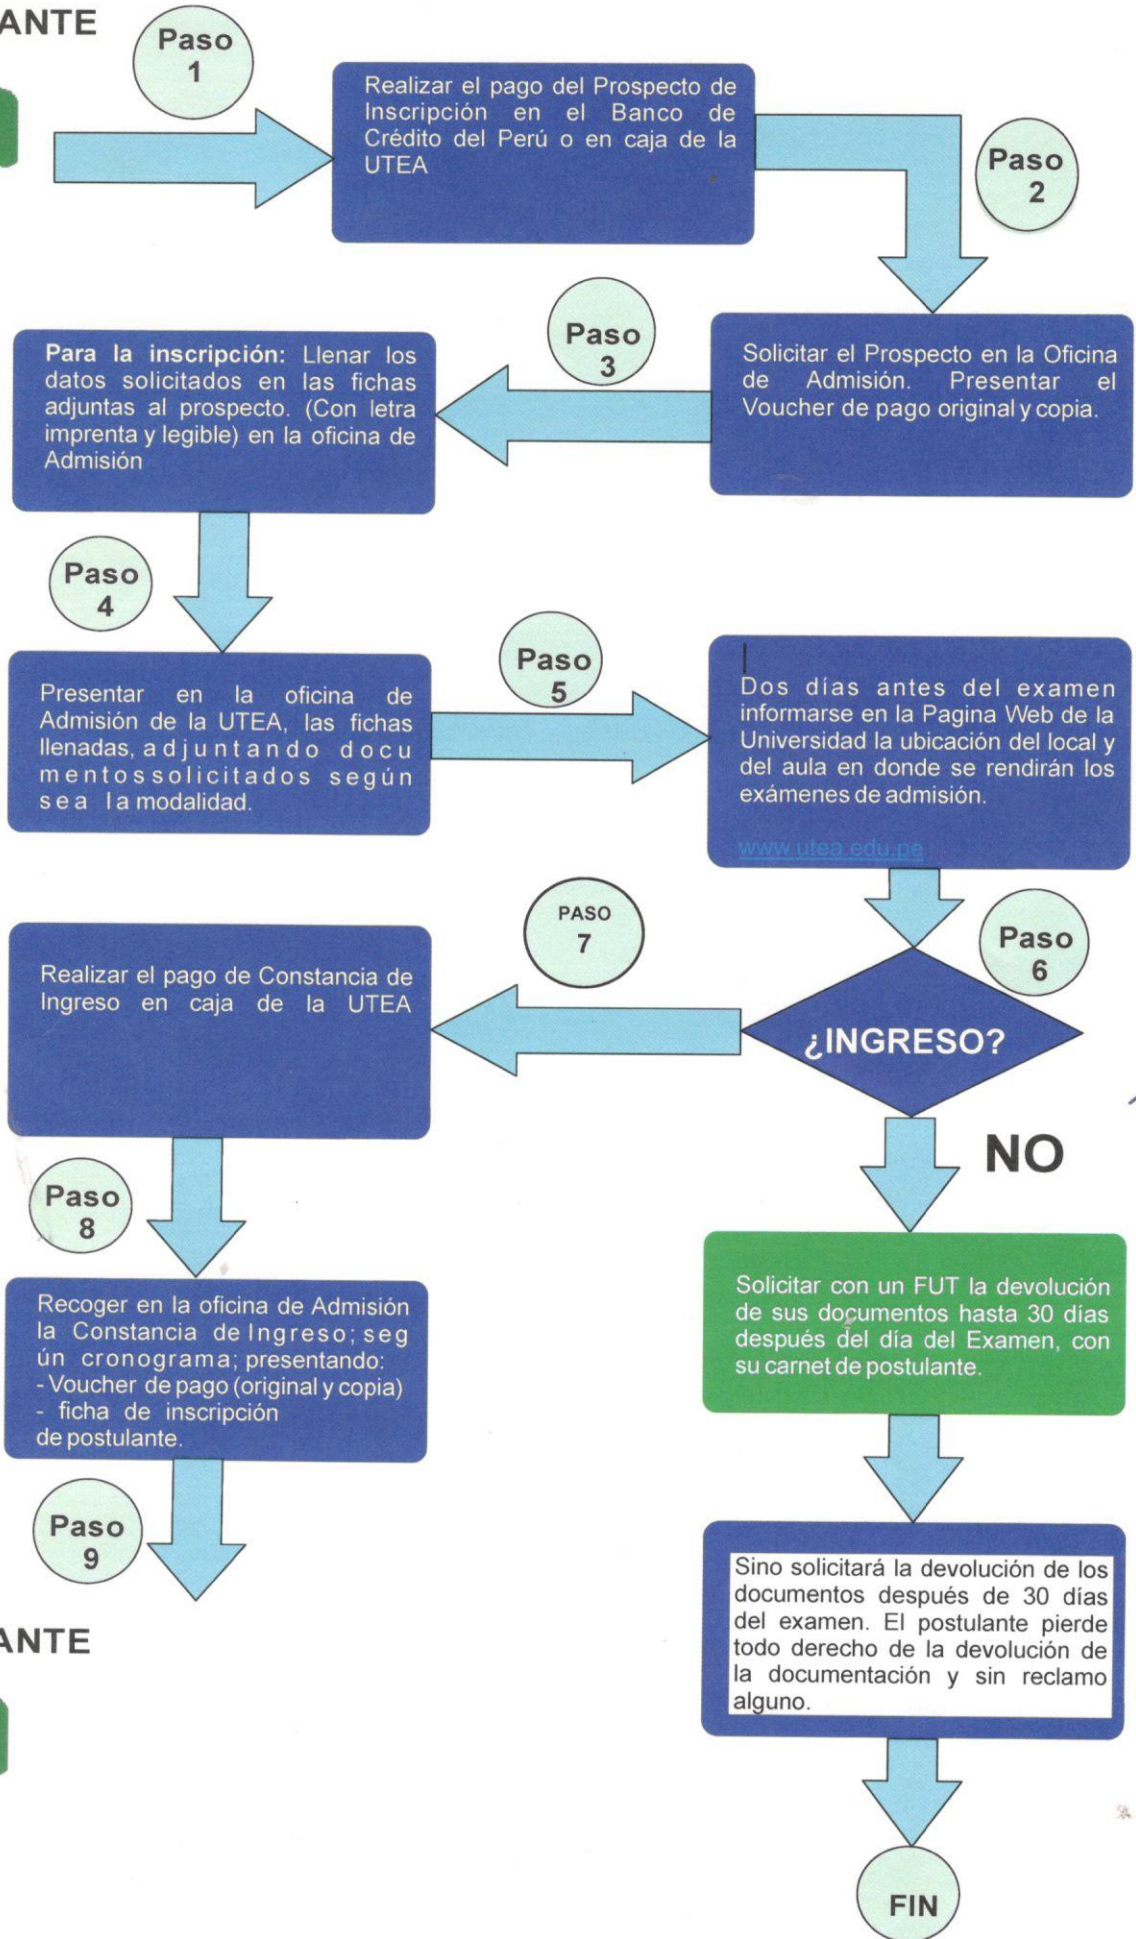 ANTE
Paso
1
Realizar el pago del Prospecto de
Inscripción en el Banco de
Crédito del Perú o en caja de la
UTEA
Paso
2
Solicitar el Prospecto en la Oficina
de Admisión. Presentar el
Voucher de pago original y copia.
Paso
3
Para la inscripción: Llenar los
datos solicitados en las fichas
adjuntas al prospecto. (Con letra
imprenta y legible) en la oficina de
Admisión
Paso
4
Presentar en la oficina de
Admisión de la UTEA, las fichas
llenadas, adjuntando docu
mentos solicitados según
sea la modalidad.
Paso
5
Dos días antes del examen
informarse en la Pagina Web de la
Universidad la ubicación del local y
del aula en donde se rendirán los
exámenes de admisión.
www.utea.edu.pe
Paso
6
¿INGRESO?
PASO
7
Realizar el pago de Constancia de
Ingreso en caja de la UTEA
NO
Paso
8
Recoger en la oficina de Admisión
la Constancia de Ingreso; seg
ún cronograma; presentando:
- Voucher de pago (original y copia)
- ficha de inscripción
de postulante.
Solicitar con un FUT la devolución
de sus documentos hasta 30 días
después del día del Examen, con
su carnet de postulante.
Paso
9
Sino solicitará la devolución de los
documentos después de 30 días
del examen. El postulante pierde
todo derecho de la devolución de
la documentación y sin reclamo
alguno.
ANTE
FIN